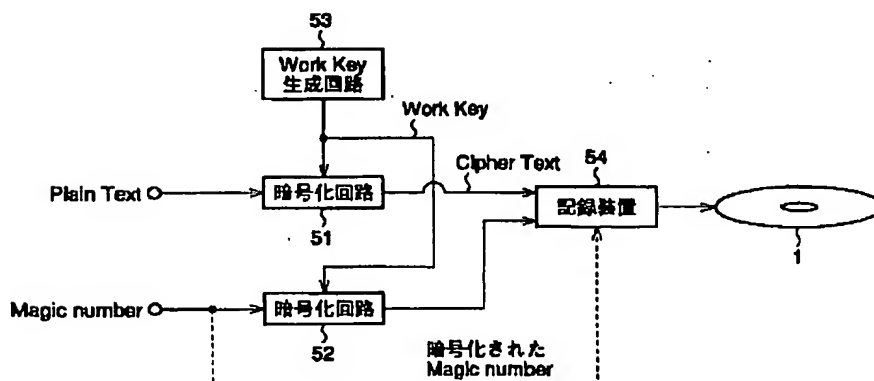 53
Work Key
生成回路
Work Key
Cipher Text
54
Plain Text
暗号化回路
記録装置
51
1
Magic number
暗号化回路
52
暗号化された
Magic number